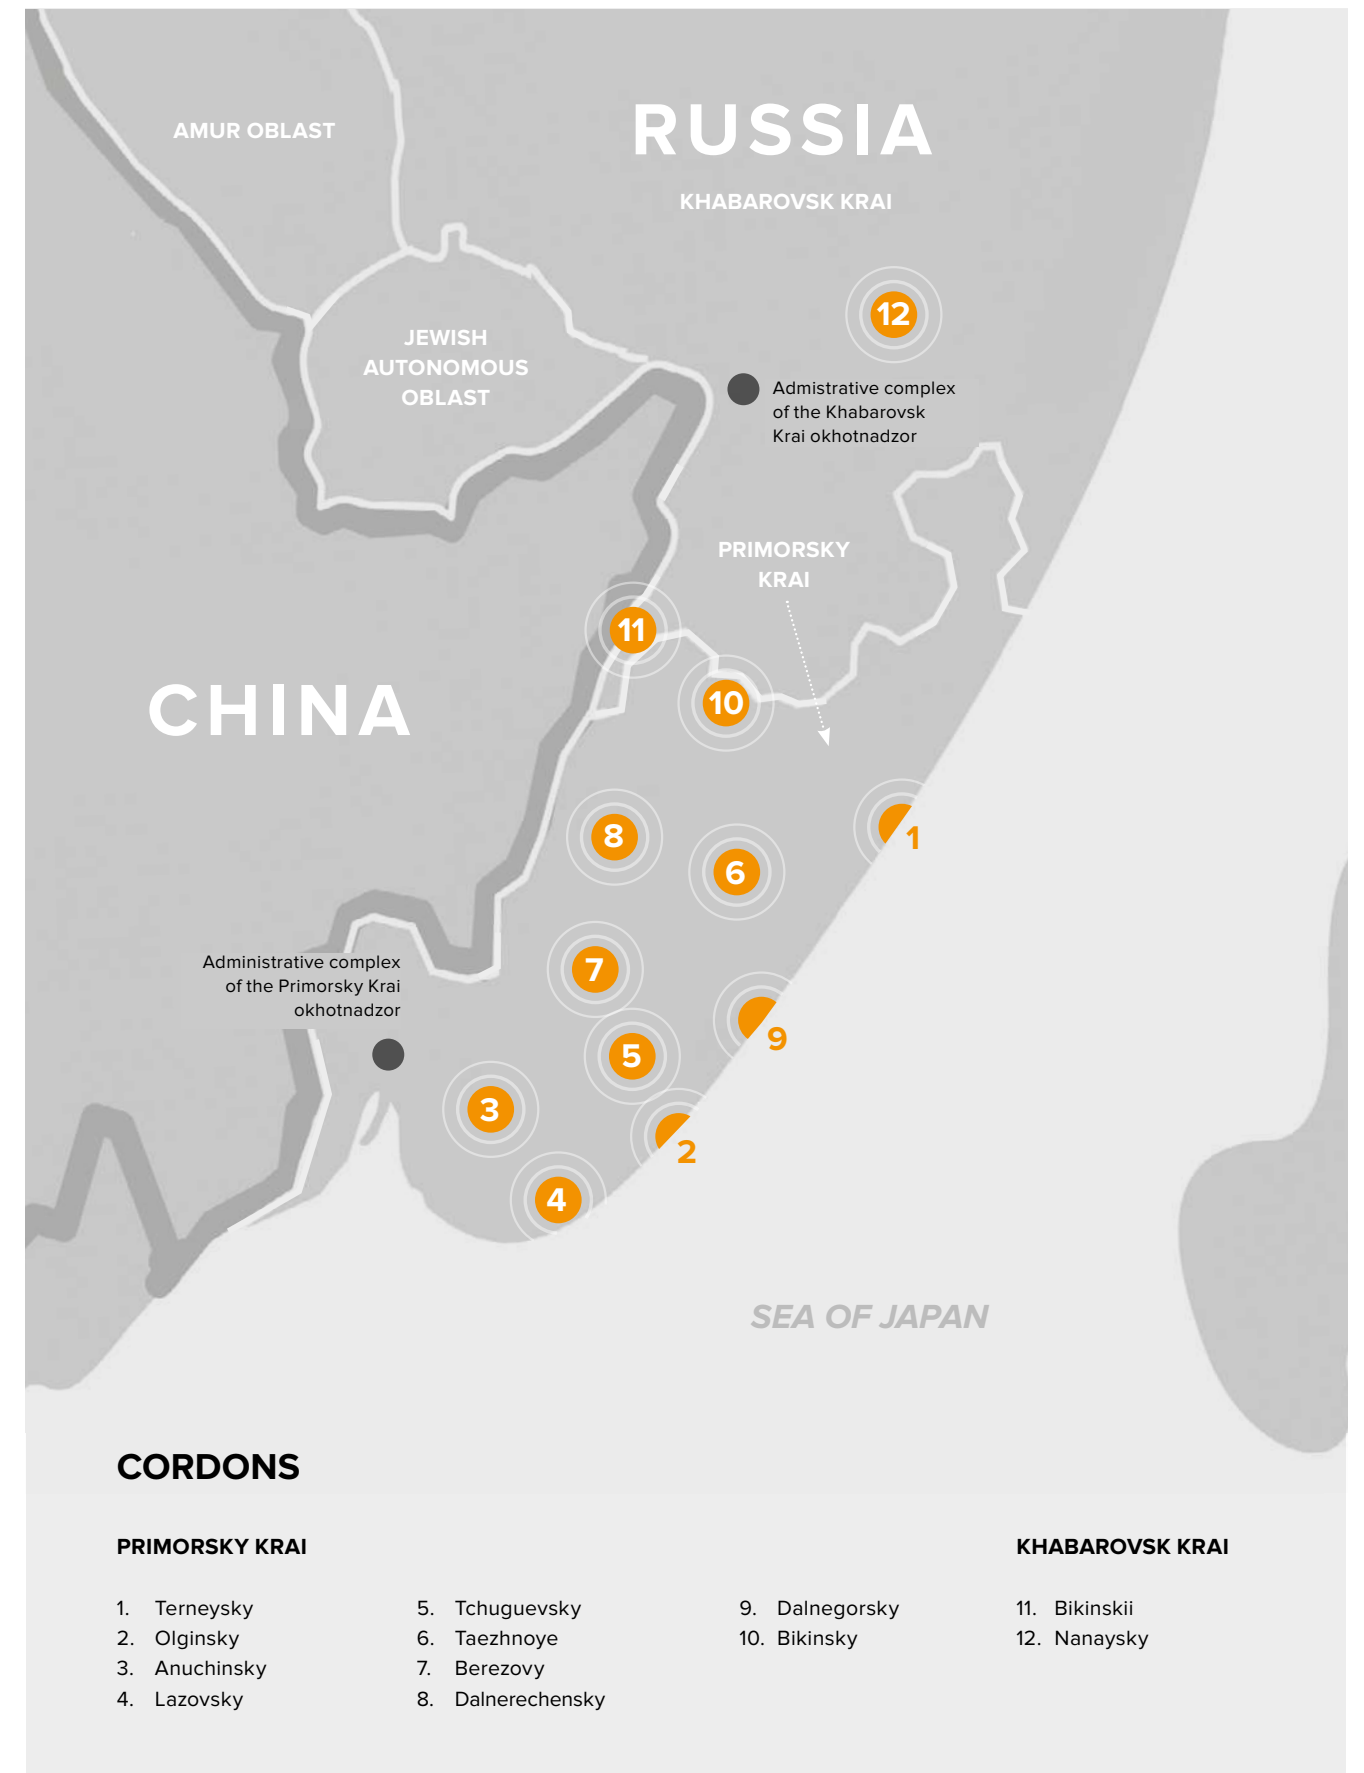 AMUR OBLAST
RUSSIA
KHABAROVSK KRAI
12
JEWISH
AUTONOMOUS
OBLAST
Admistrative complex
of the Khabarovsk
Krai okhotnadzor
PRIMORSKY
KRAI
11
10
CHINA
8
1
6
Administrative complex
of the Primorsky Krai
okhotnadzor
7
9
5
3
2
4
SEA OF JAPAN
CORDONS
PRIMORSKY KRAI
1. Terneysky
2. Olginsky
3. Anuchinsky
4. Lazovsky
5. Tchuguevsky
6. Taezhnoye
7. Berezovy
8. Dalnerechensky
9. Dalnegorsky
10. Bikinsky
KHABAROVSK KRAI
11. Bikinskii
12. Nanaysky